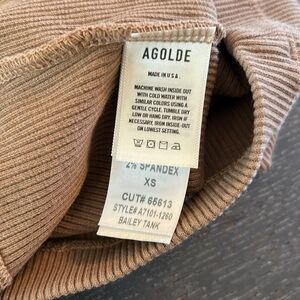 AGOLDE
MADE IN U S A .
MACHINE WASH INSIDE OUT
WITH COLD WATER WITH
SIMILAR COLORS USING A
GENTLE CYCLE. TUMBLE DRY
LOW OR HANG DRY. IRON IF
NECESSARY. IRON INSIDE-OUT
ON LOWEST SETTING.
2% SPANDEX
XS
CUT# 65613
STYLE# A7101-1260
BAILEY TANK